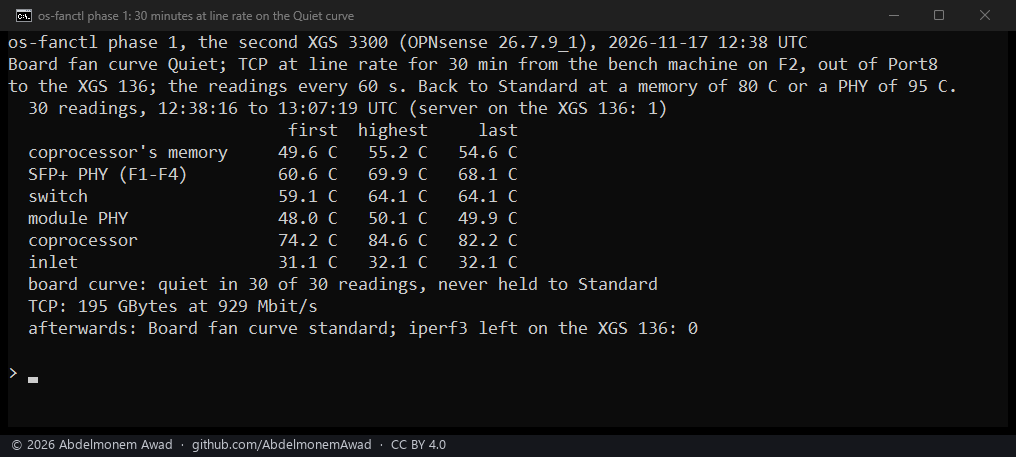 os-fanctl phase 1: 30 minutes at line rate on the Quiet curve
os-fanctl phase 1, the second XGS 3300 (OPNsense 26.7.9_1), 2026-11-17 12:38 UTC
Board fan curve Quiet; TCP at line rate for 30 min from the bench machine on F2, out of Port8
to the XGS 136; the readings every 60 s. Back to Standard at a memory of 80 C or a PHY of 95 C.
30 readings, 12:38:16 to 13:07:19 UTC (server on the XGS 136: 1)
first highest last
coprocessor's memory 49.6 C 55.2 C 54.6 C
SFP+ PHY (F1-F4) 60.6 C 69.9 C 68.1 C
switch 59.1 C 64.1 C 64.1 C
module PHY 48.0 C 50.1 C 49.9 C
coprocessor 74.2 C 84.6 C 82.2 C
inlet 31.1 C 32.1 C 32.1 C
board curve: quiet in 30 of 30 readings, never held to Standard
TCP: 195 GBytes at 929 Mbit/s
afterwards: Board fan curve standard; iperf3 left on the XGS 136: 0
>
© 2026 Abdelmonem Awad · github.com/AbdelmonemAwad · CC BY 4.0